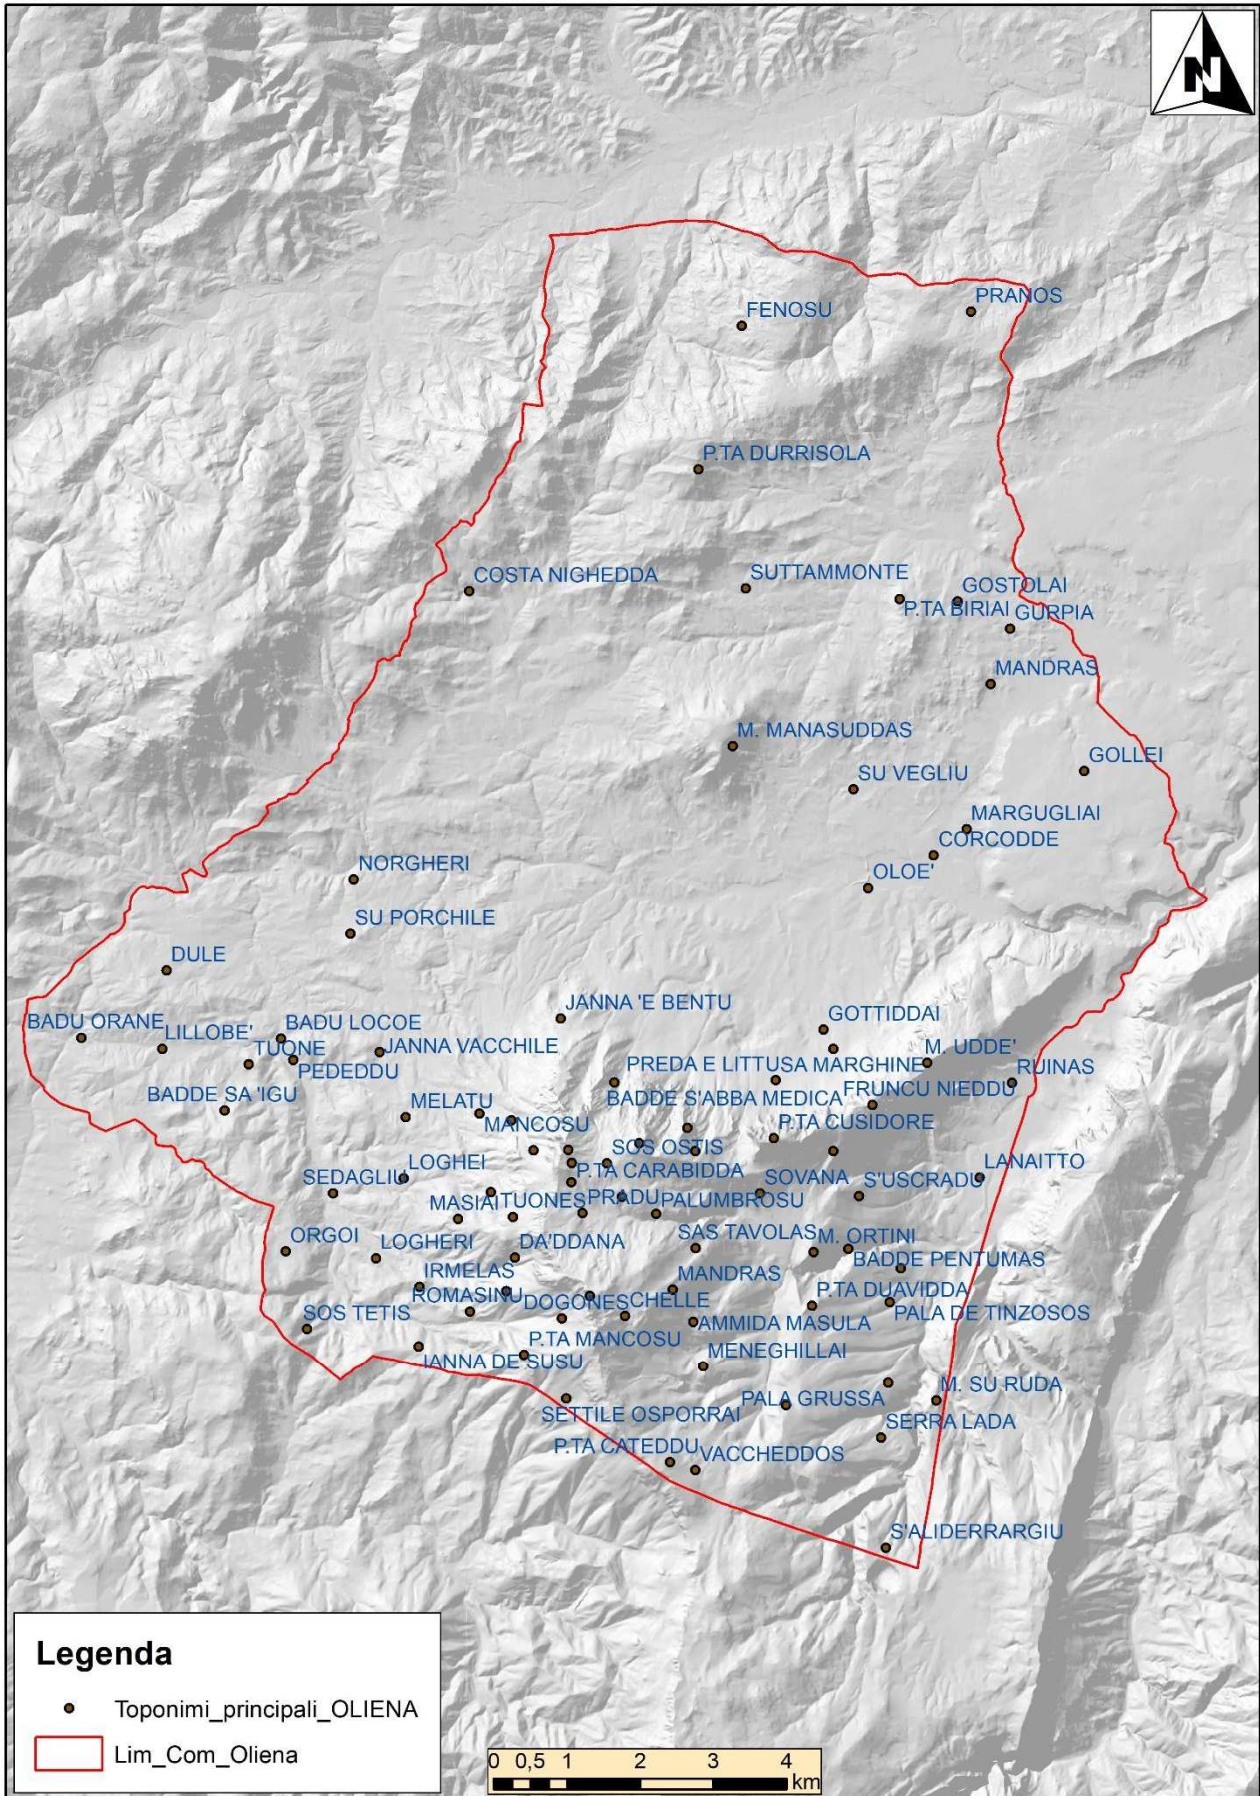 N
PRANOS
FENOSU
P.TA DURRISOLA
COSTA NIGHEDDA
SUTTAMMONTE
GOSTOLAI
P.TA BIRIAI
GURPIA
MANDRAS
M. MANASUDDAS
GOLLEI
SU VEGLIU
MARGUGLIAI
CORCODDE
NORGHERI
OLOE'
SU PORCHILE
DULE
JANNA 'E BENTU
BADU ORANE
LILLOBE'
BADU LOCOE
GOTTIDDAI
TUONE
JANNA VACCHILE
PEDEDDU
PREDA E LITTU
SA MARGHINE
M. UDDE'
RUINAS
BADDE SA 'IGU
MELATU
MANCOSU
BADDE S'ABBA MEDICA
FRUNCU NIEDDU
P.TA CUSIDORE
SOS OSTIS
SEDAGLIU
LOGHEI
P.TA CARABIDDA
SOVANA
S'USCRADU
LANAITTO
MASIAI
TUONES
PRADU
PALUMBROSU
ORGOI
LOGHERI
DA'DDANA
SAS TAVOLAS
M. ORTINI
BADDE PENTUMAS
IRMELAS
MANDRAS
ROMASINU
DOGONES
CHELLE
P.TA DUAVIDDA
PALA DE TINZOSOS
SOS TETIS
AMMIDA MASULA
IANNA DE SUSU
P.TA MANCOSU
MENEGHILLAI
SETTILE OSPORRAI
PALA GRUSSA
M. SU RUDA
SERRA LADA
P.TA CATEDDU
VACCHEDDOS
S'ALIDERRARGIU
Legenda
Toponimi_principali_OLIENA
Lim_Com_Oliena
0 0,5 1 2 3 4
km